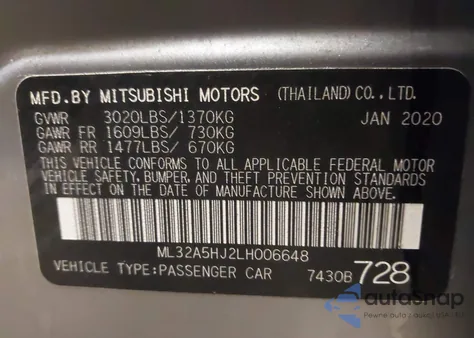 MFD.BY MITSUBISHI MOTORS (THAILAND)CO.,LTD.
GVWR 3020LBS/1370KG JAN 2020
GAWR FR 1609LBS/ 730KG
GAWR RR 1477LBS/ 670KG
THIS VEHICLE CONFORMS TO ALL APPLICABLE FEDERAL MOTOR
VEHICLE SAFETY, BUMPER, AND THEFT PREVENTION STANDARDS
IN EFFECT ON THE DATE OF MANUFACTURE SHOWN ABOVE.
ML32A5HJ2LH006648
VEHICLE TYPE:PASSENGER CAR 7430B 728
autoSnap